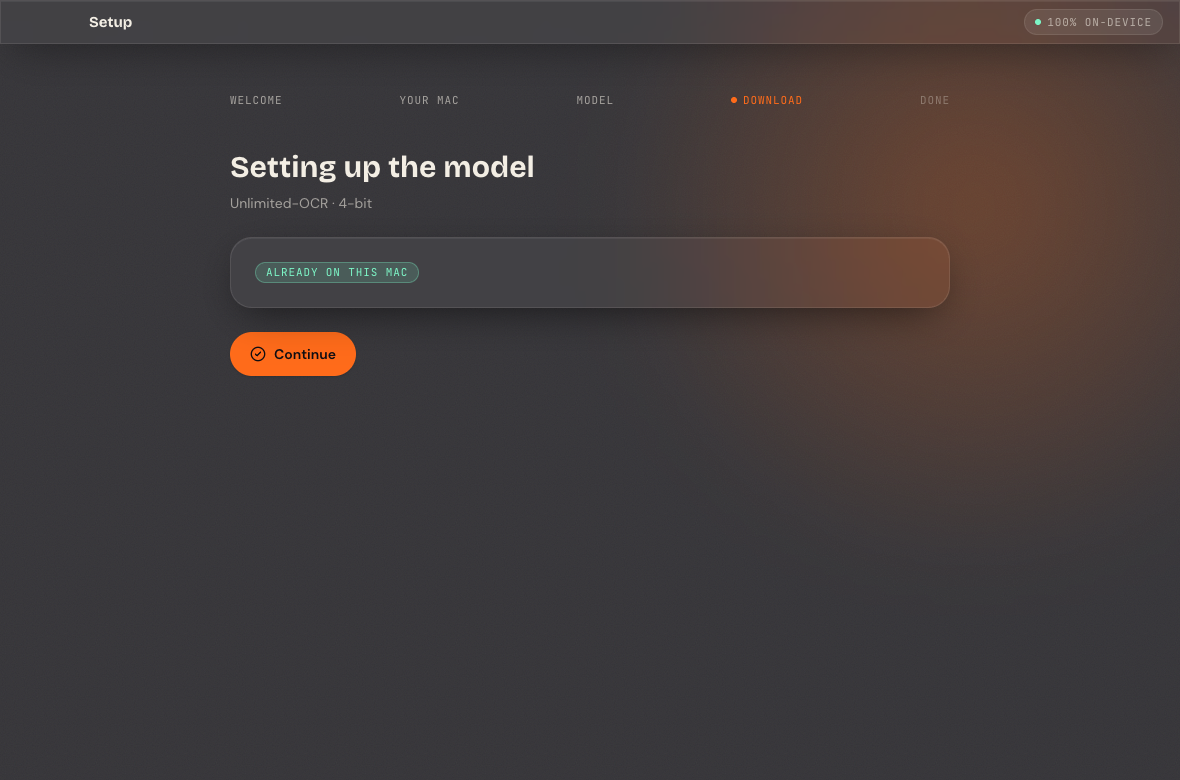 Setup
100% ON-DEVICE
WELCOME YOUR MAC MODEL DOWNLOAD DONE
Setting up the model
Unlimited-OCR · 4-bit
ALREADY ON THIS MAC
Continue